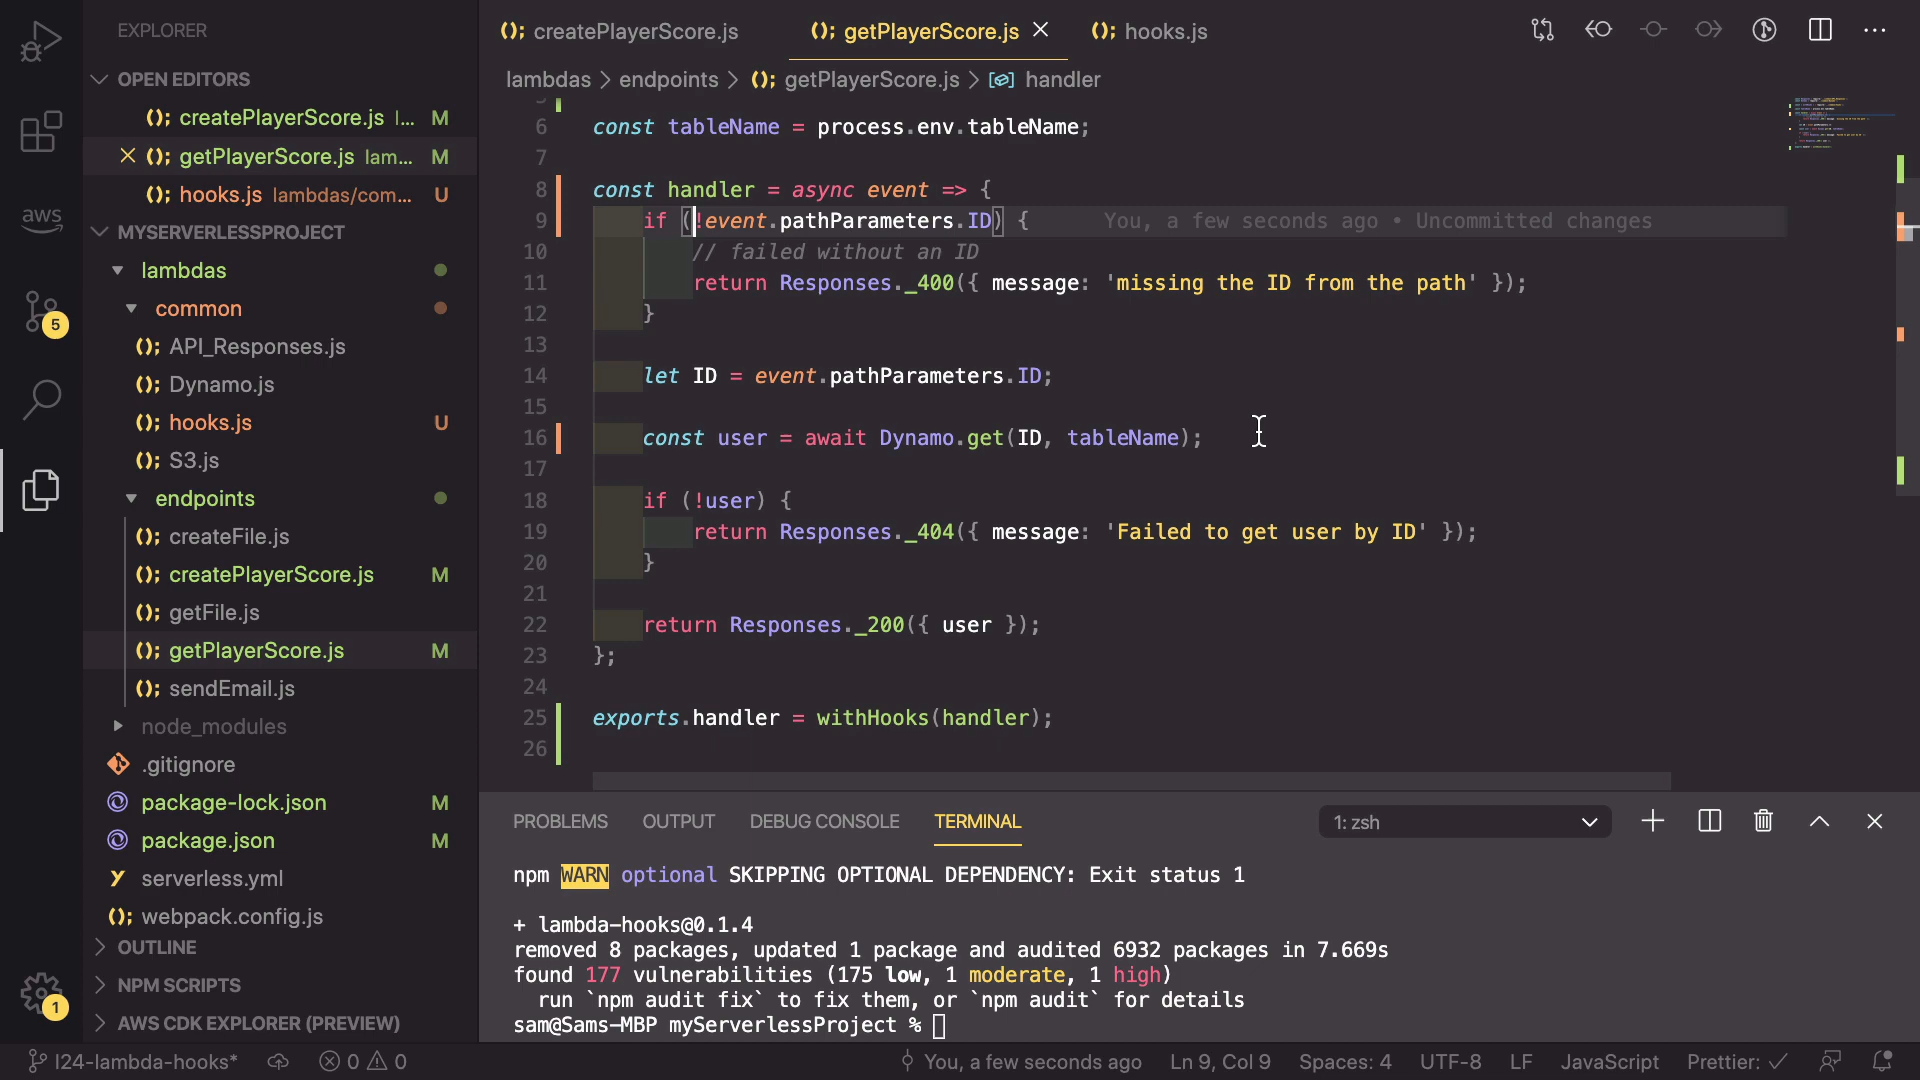 EXPLORER
OPEN EDITORS
createPlayerScore.js l... M
getPlayerScore.js lam... M
hooks.js lambdas/com... U
MYSERVERLESSPROJECT
lambdas
common
API_Responses.js
Dynamo.js
hooks.js U
S3.js
endpoints
createFile.js
createPlayerScore.js M
getFile.js
getPlayerScore.js M
sendEmail.js
node_modules
.gitignore
package-lock.json M
package.json M
serverless.yml
webpack.config.js
OUTLINE
NPM SCRIPTS
AWS CDK EXPLORER (PREVIEW)
aws
5
1
createPlayerScore.js getPlayerScore.js hooks.js
lambdas > endpoints > getPlayerScore.js > handler
6 const tableName = process.env.tableName;
7
8 const handler = async event => {
9 if (!event.pathParameters.ID) { You, a few seconds ago • Uncommitted changes
10 // failed without an ID
11 return Responses._400({ message: 'missing the ID from the path' });
12 }
13
14 let ID = event.pathParameters.ID;
15
16 const user = await Dynamo.get(ID, tableName);
17
18 if (!user) {
19 return Responses._404({ message: 'Failed to get user by ID' });
20 }
21
22 return Responses._200({ user });
23 };
24
25 exports.handler = withHooks(handler);
26
PROBLEMS OUTPUT DEBUG CONSOLE TERMINAL 1: zsh
npm WARN optional SKIPPING OPTIONAL DEPENDENCY: Exit status 1
+ lambda-hooks@0.1.4
removed 8 packages, updated 1 package and audited 6932 packages in 7.669s
found 177 vulnerabilities (175 low, 1 moderate, 1 high)
run `npm audit fix` to fix them, or `npm audit` for details
sam@Sams-MBP myServerlessProject %
l24-lambda-hooks* 0 0 You, a few seconds ago Ln 9, Col 9 Spaces: 4 UTF-8 LF JavaScript Prettier: ✓